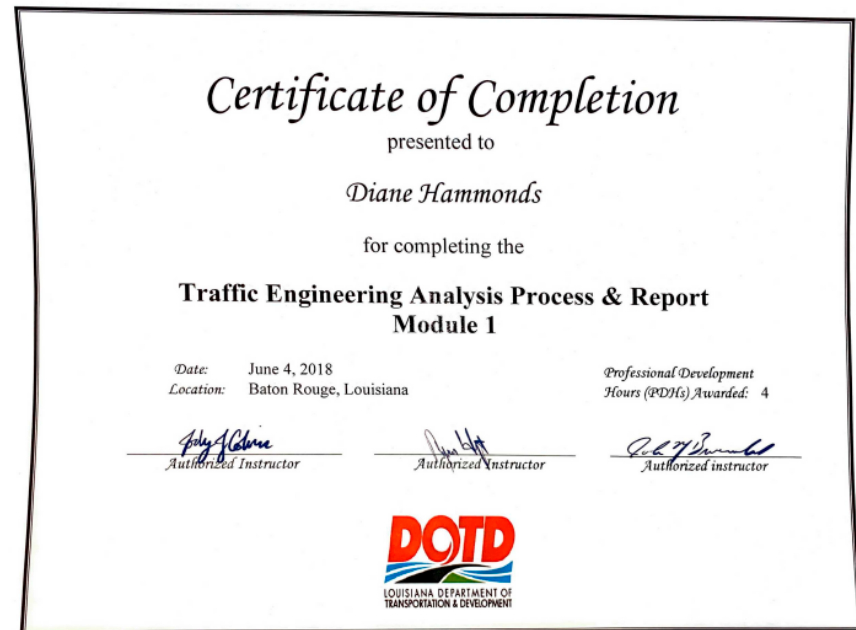 Certificate of Completion
presented to
Diane Hammonds
for completing the
Traffic Engineering Analysis Process & Report
Module 1
Date: June 4, 2018
Location: Baton Rouge, Louisiana
Professional Development
Hours (PDHs) Awarded: 4
Authorized Instructor
Authorized Instructor
Authorized instructor
DOTD
LOUISIANA DEPARTMENT OF
TRANSPORTATION & DEVELOPMENT